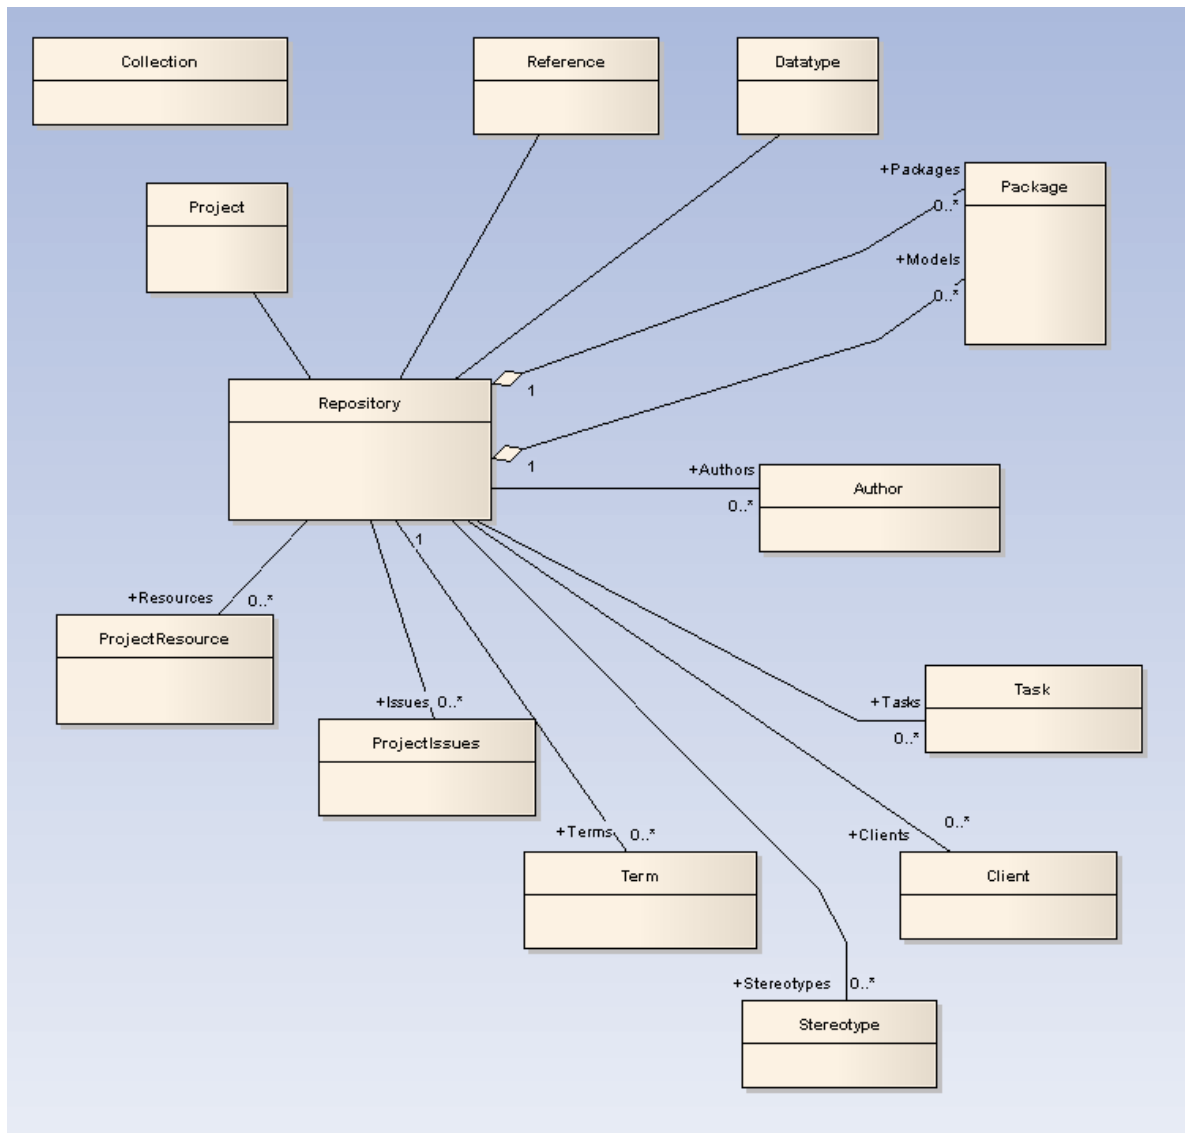 Collection
Reference
Datatype
+Packages
Package
0..*
Project
+Models
0..*
1
Repository
1
+Authors
Author
0..*
1
+Resources
0..*
ProjectResource
+Issues 0..*
ProjectIssues
+Tasks
Task
0..*
+Terms
0..*
Term
0..*
+Clients
Client
+Stereotypes
0..*
Stereotype